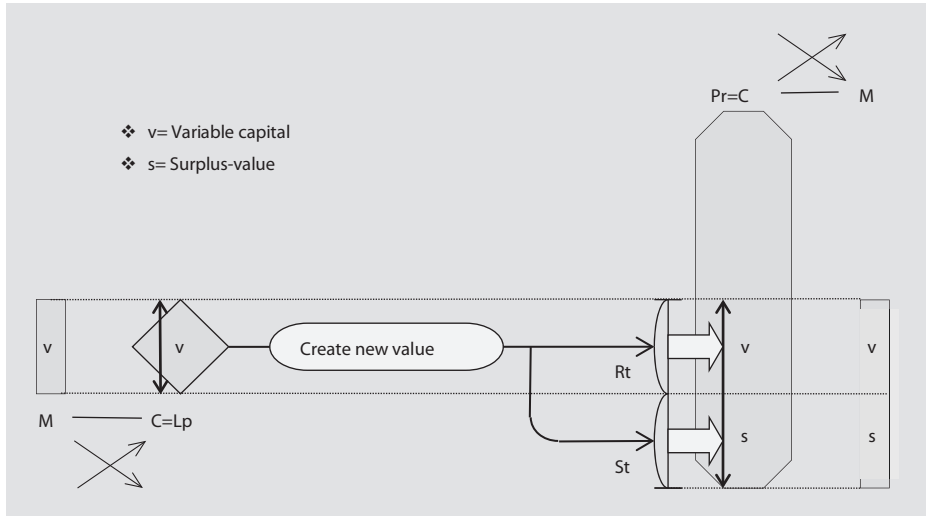 Pr=C M
❖ v= Variable capital
❖ s= Surplus-value
v v Create new value v v
Rt
M C=Lp
s s
St